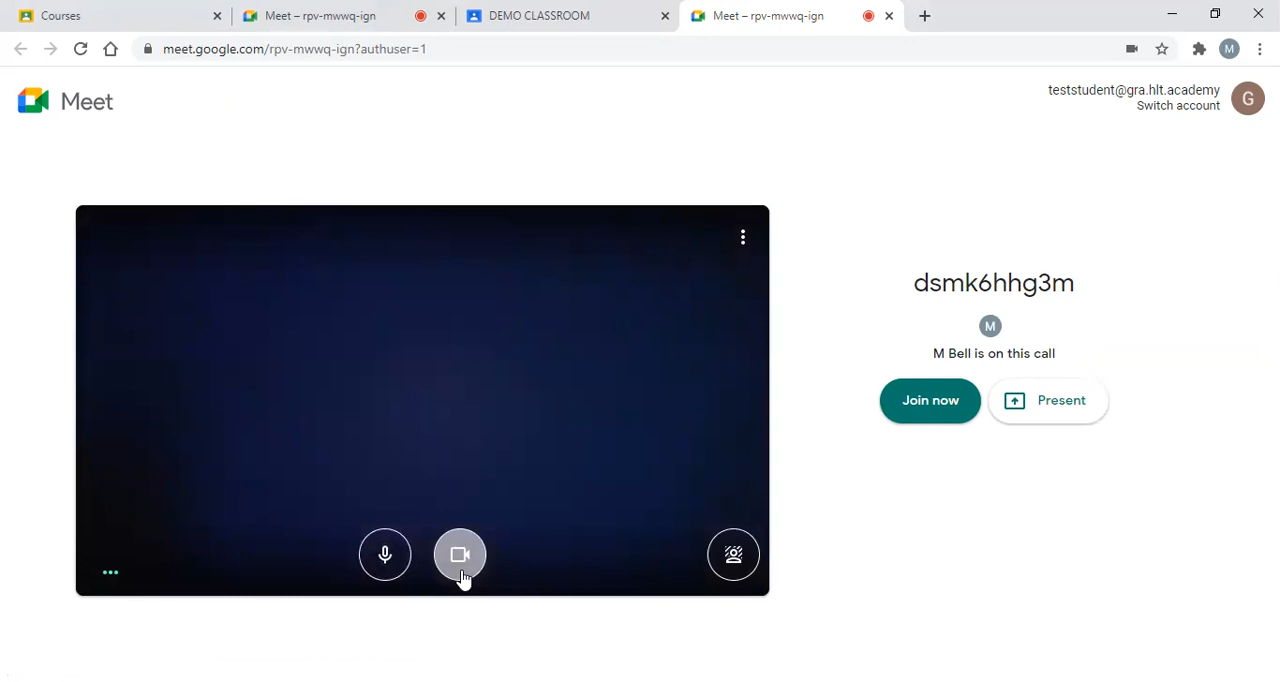 Courses
Meet – rpv-mwwq-ign
DEMO CLASSROOM
Meet – rpv-mwwq-ign
meet.google.com/rpv-mwwq-ign?authuser=1
M
Meet
teststudent@gra.hlt.academy
Switch account
G
dsmk6hhg3m
M
M Bell is on this call
Join now
Present